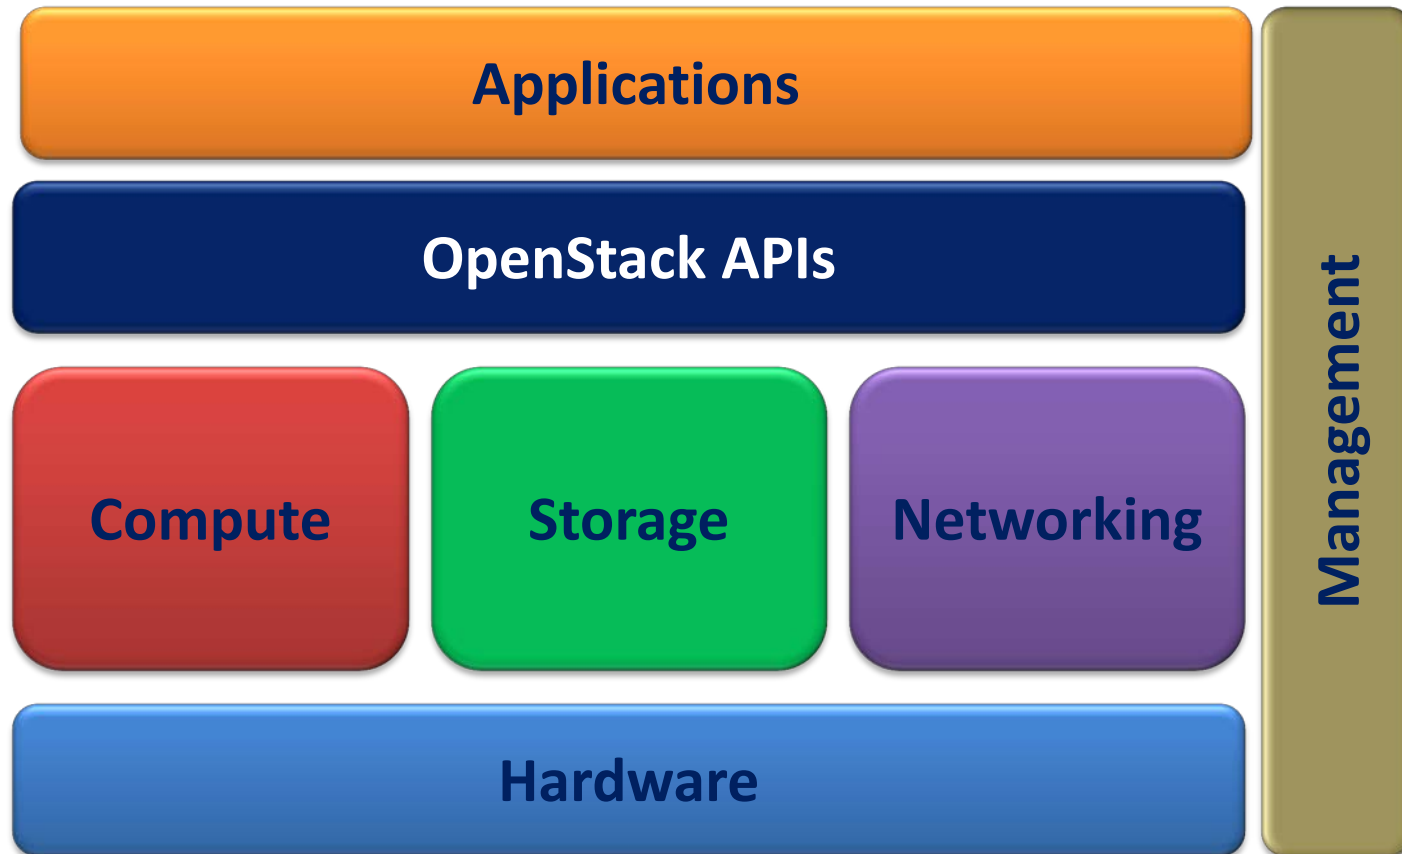 Applications
OpenStack APIs
Compute
Storage
Networking
Hardware
Management